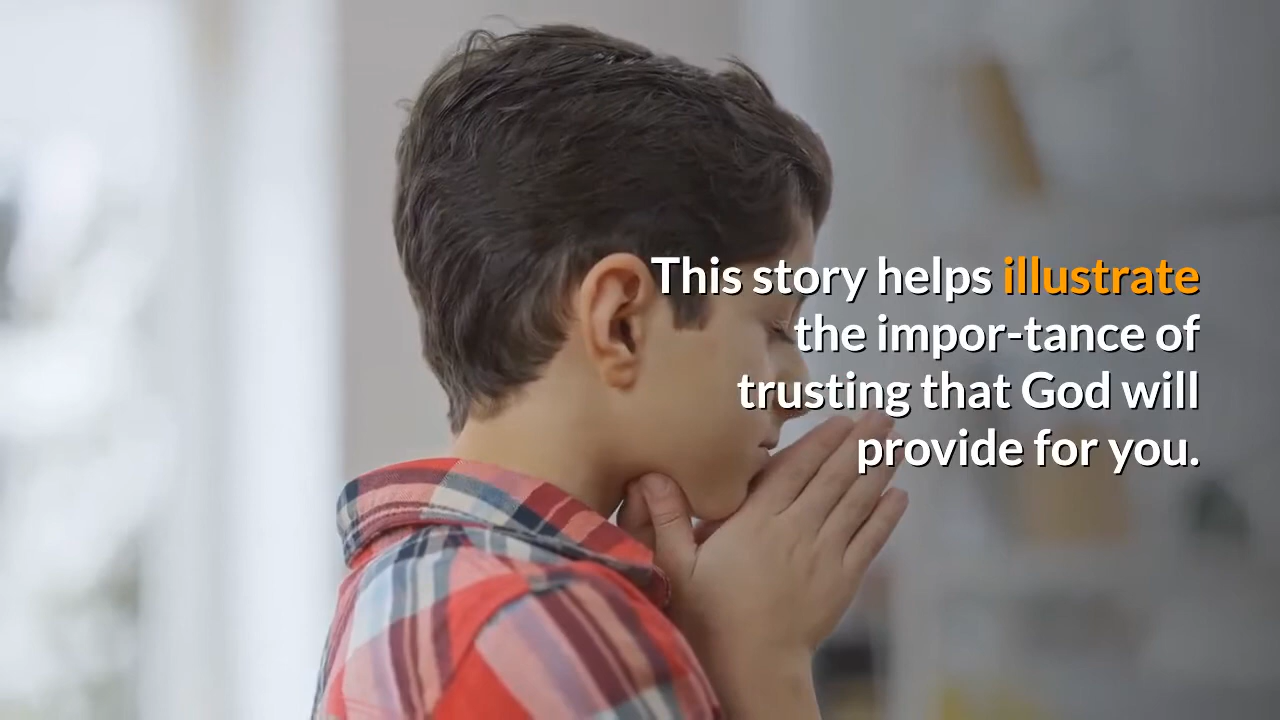 This story helps illustrate
the impor-tance of
trusting that God will
provide for you.